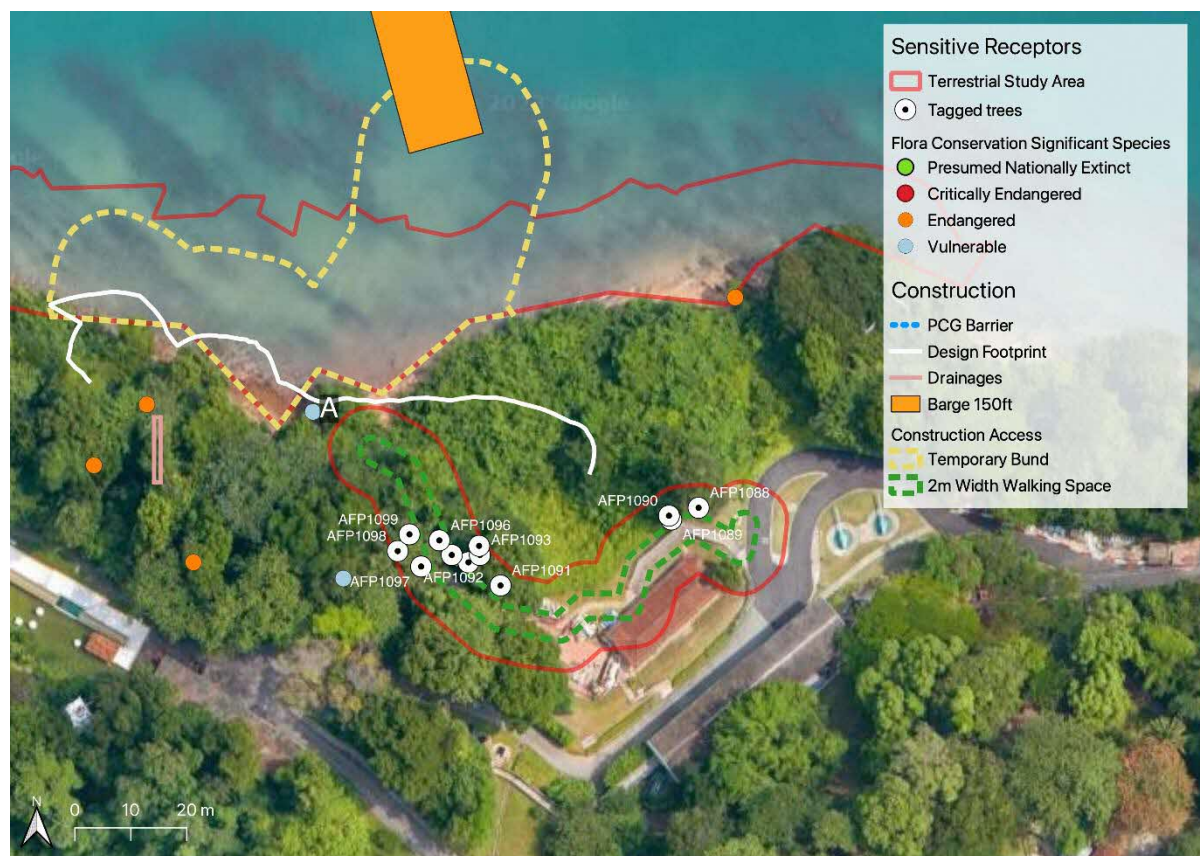 2025 Google
Sensitive Receptors
Terrestrial Study Area
Tagged trees
Flora Conservation Significant Species
Presumed Nationally Extinct
Critically Endangered
Endangered
Vulnerable
Construction
PCG Barrier
Design Footprint
Drainages
Barge 150ft
Construction Access
Temporary Bund
2m Width Walking Space
A
AFP1090
AFP1088
AFP1089
AFP1099
AFP1096
AFP1098
AFP1093
AFP1097
AFP1092
AFP1091
N
0 10 20 m